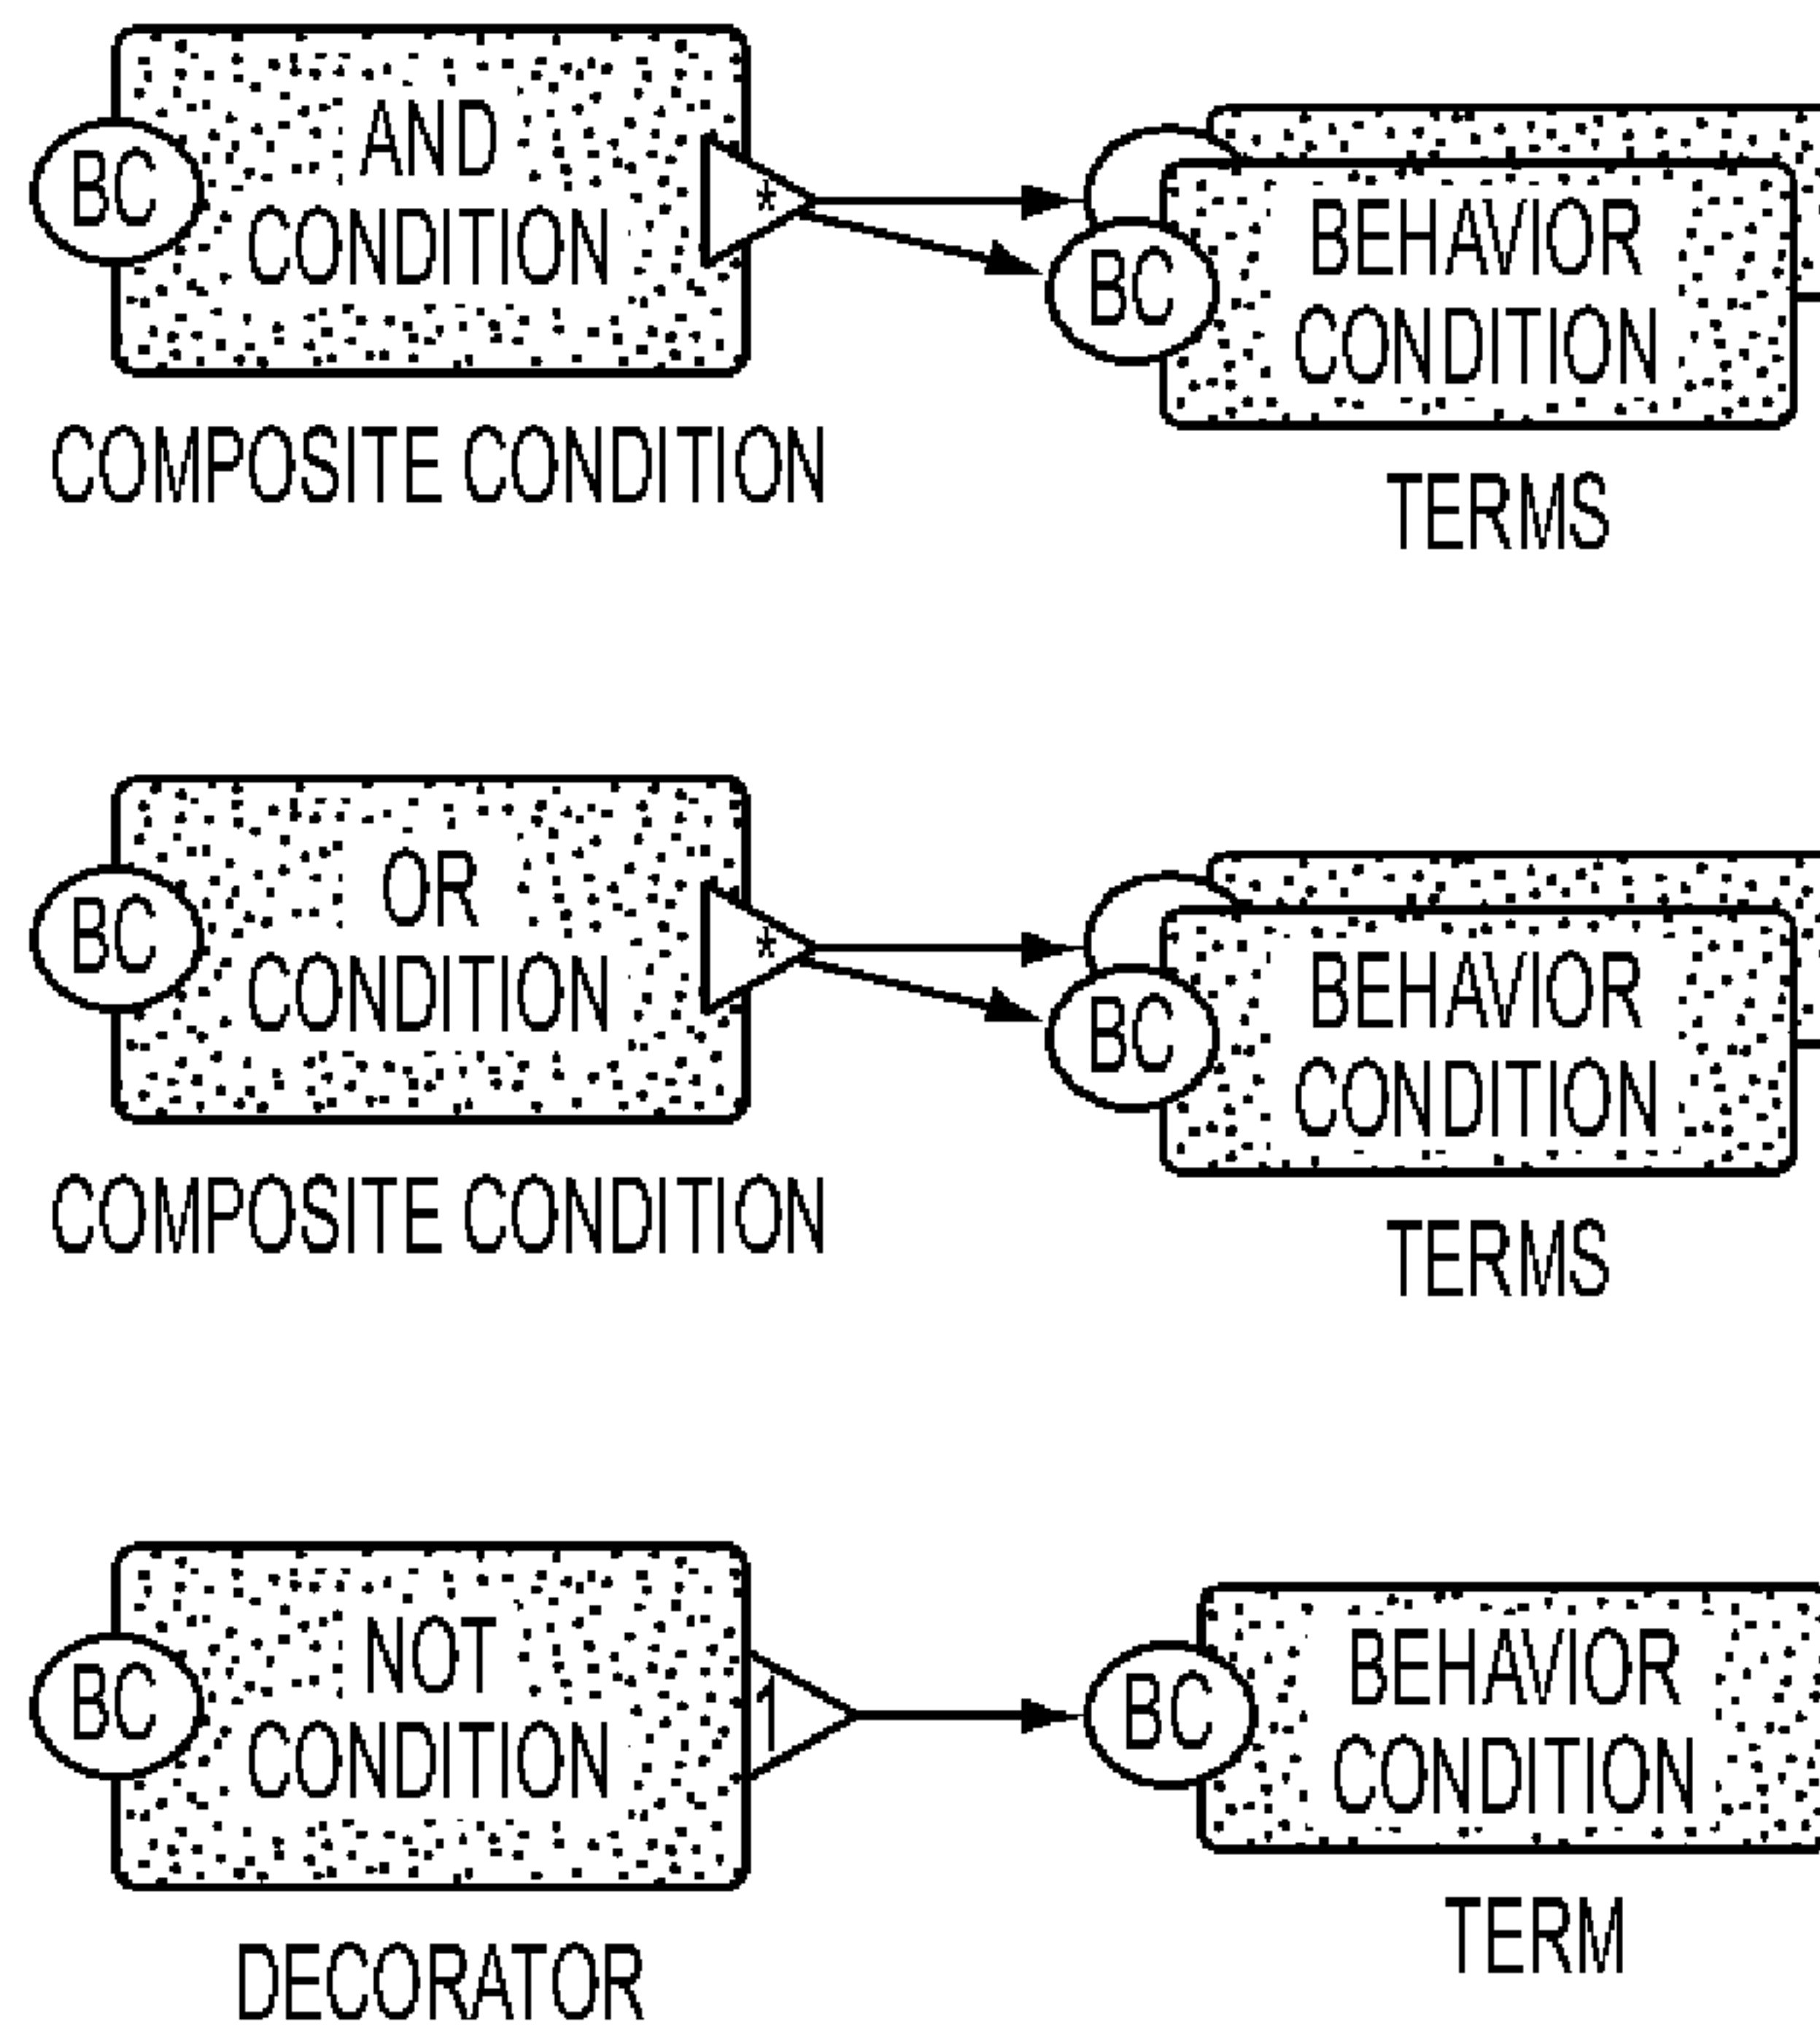 BC
AND
CONDITION
*
BC
BEHAVIOR
CONDITION
COMPOSITE CONDITION
TERMS
BC
OR
CONDITION
*
BC
BEHAVIOR
CONDITION
COMPOSITE CONDITION
TERMS
BC
NOT
CONDITION
1
BC
BEHAVIOR
CONDITION
DECORATOR
TERM